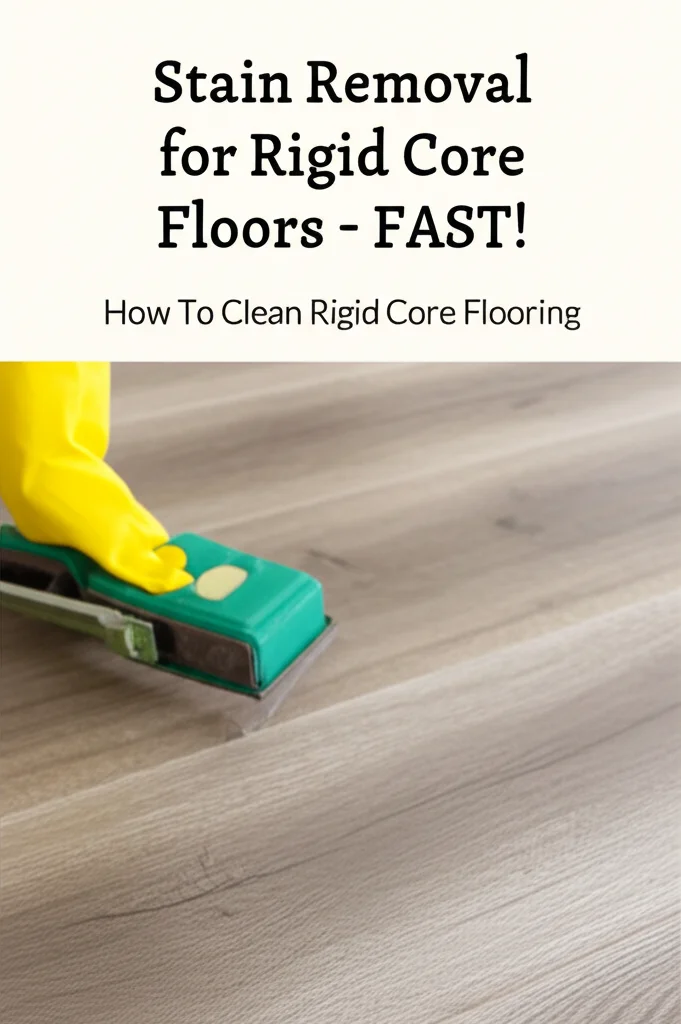 Stain Removal
for Rigid Core
Floors - FAST!
How To Clean Rigid Core Flooring